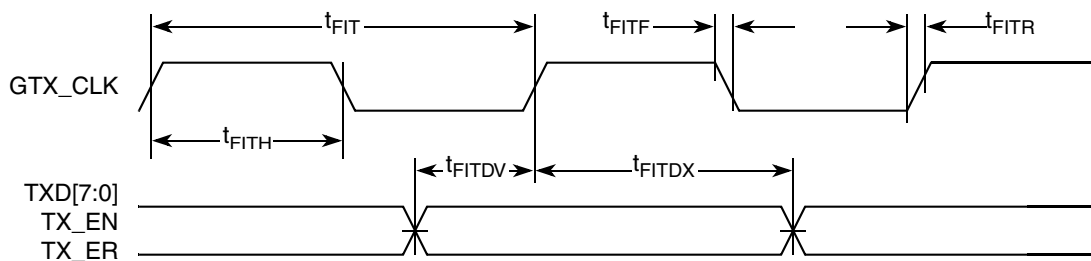 tFIT
tFITF
tFITR
GTX_CLK
tFITH
tFITDV
tFITDX
TXD[7:0]
TX_EN
TX_ER